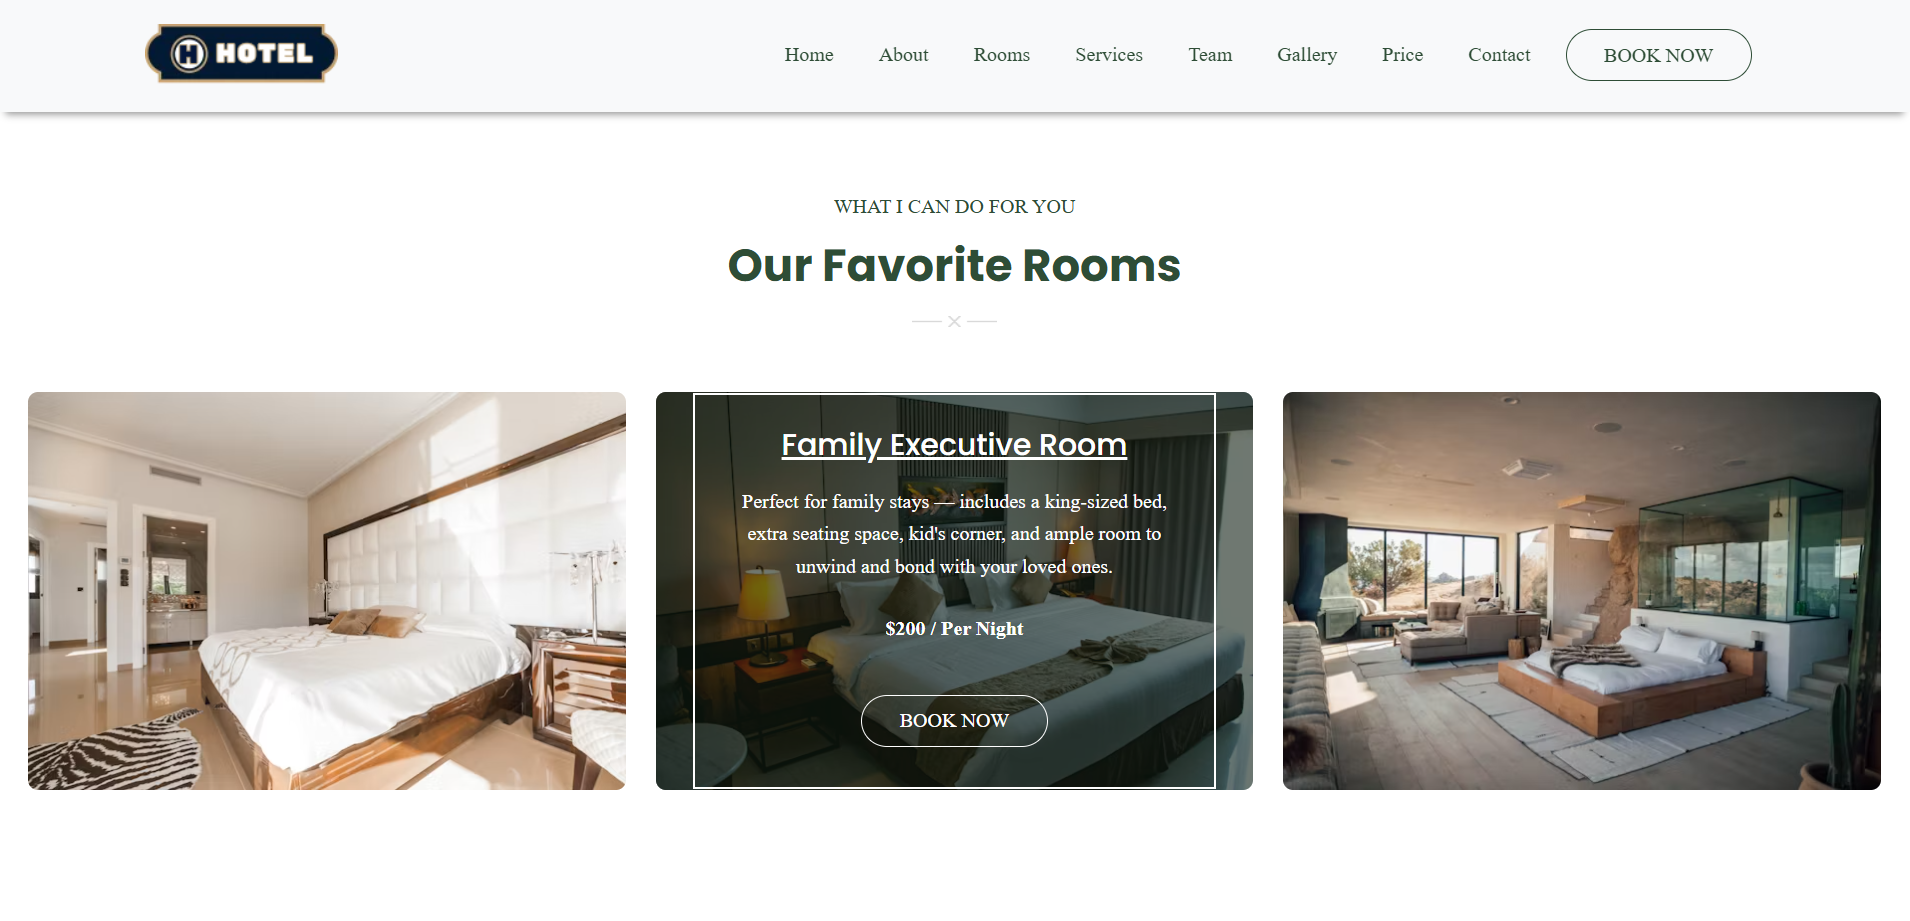 H HOTEL
Home About Rooms Services Team Gallery Price Contact BOOK NOW
WHAT I CAN DO FOR YOU
Our Favorite Rooms
Family Executive Room
Perfect for family stays — includes a king-sized bed,
extra seating space, kid's corner, and ample room to
unwind and bond with your loved ones.
$200 / Per Night
BOOK NOW